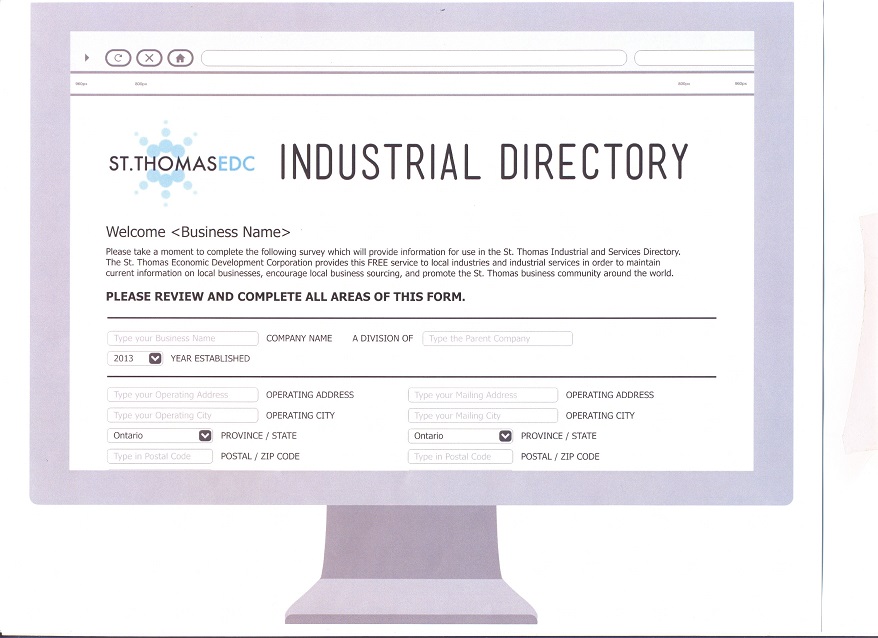 980px 800px 800px 980px
ST.THOMASEDC INDUSTRIAL DIRECTORY
Welcome <Business Name>
Please take a moment to complete the following survey which will provide information for use in the St. Thomas Industrial and Services Directory.
The St. Thomas Economic Development Corporation provides this FREE service to local industries and industrial services in order to maintain
current information on local businesses, encourage local business sourcing, and promote the St. Thomas business community around the world.
PLEASE REVIEW AND COMPLETE ALL AREAS OF THIS FORM.
Type your Business Name COMPANY NAME A DIVISION OF Type the Parent Company
2013 YEAR ESTABLISHED
Type your Operating Address OPERATING ADDRESS Type your Mailing Address OPERATING ADDRESS
Type your Operating City OPERATING CITY Type your Mailing City OPERATING CITY
Ontario PROVINCE / STATE Ontario PROVINCE / STATE
Type in Postal Code POSTAL / ZIP CODE Type in Postal Code POSTAL / ZIP CODE